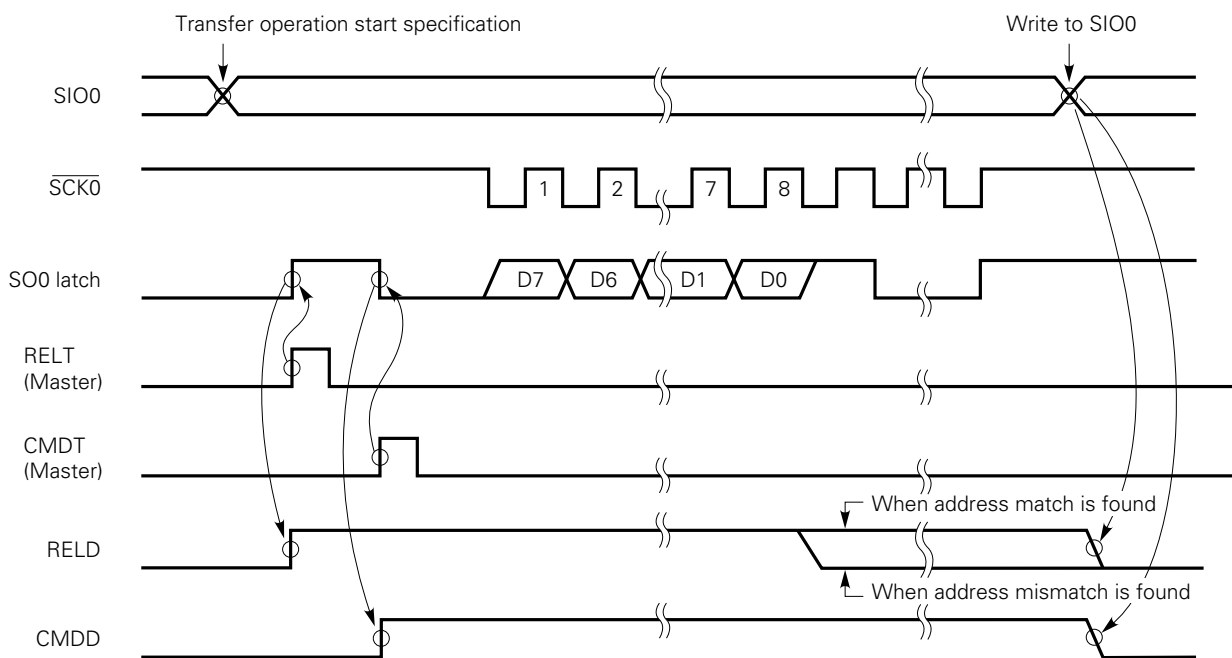 Transfer operation start specification
Write to SIO0
SIO0
SCK0
1 2 7 8
SO0 latch
D7 D6 D1 D0
RELT
(Master)
CMDT
(Master)
When address match is found
RELD
When address mismatch is found
CMDD